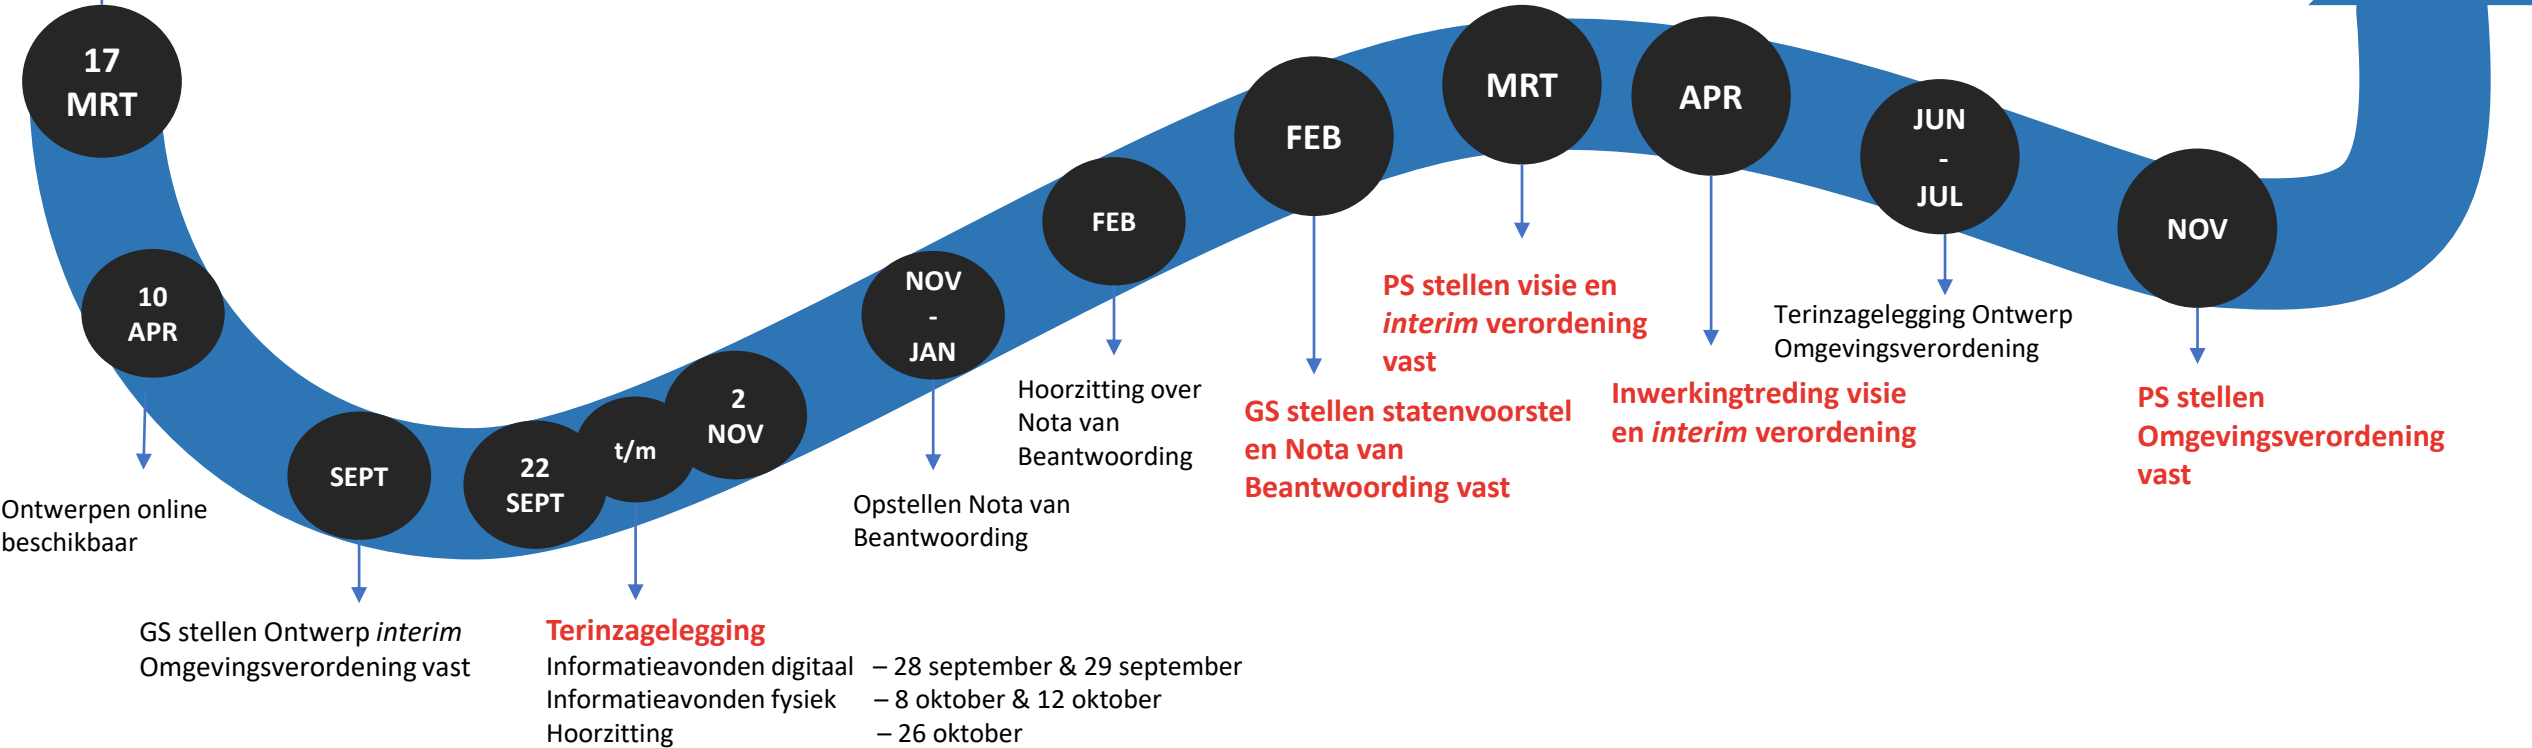 17
MRT
10
APR
Ontwerpen online
beschikbaar
SEPT
GS stellen Ontwerp interim
Omgevingsverordening vast
22
SEPT
t/m
2
NOV
Terinzagelegging
Informatieavonden digitaal – 28 september & 29 september
Informatieavonden fysiek – 8 oktober & 12 oktober
Hoorzitting – 26 oktober
NOV
-
JAN
Opstellen Nota van
Beantwoording
FEB
Hoorzitting over
Nota van
Beantwoording
FEB
GS stellen statenvoorstel
en Nota van
Beantwoording vast
MRT
PS stellen visie en
interim verordening
vast
APR
Inwerkingtreding visie
en interim verordening
JUN
-
JUL
Terinzagelegging Ontwerp
Omgevingsverordening
NOV
PS stellen
Omgevingsverordening
vast